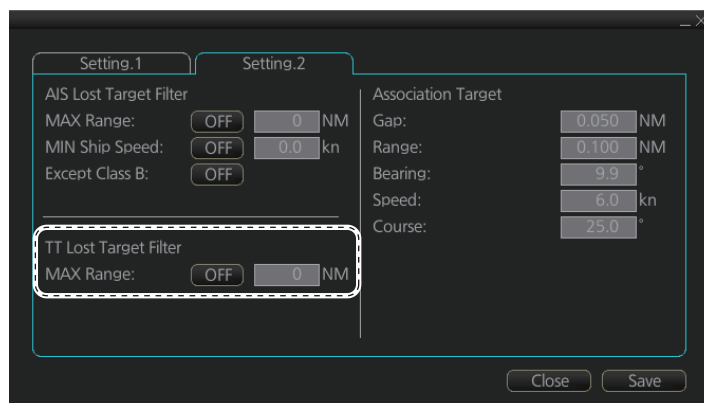 Setting.1
Setting.2
AIS Lost Target Filter
MAX Range: OFF 0 NM
MIN Ship Speed: OFF 0.0 kn
Except Class B: OFF
TT Lost Target Filter
MAX Range: OFF 0 NM
Association Target
Gap: 0.050 NM
Range: 0.100 NM
Bearing: 9.9 °
Speed: 6.0 kn
Course: 25.0 °
Close
Save